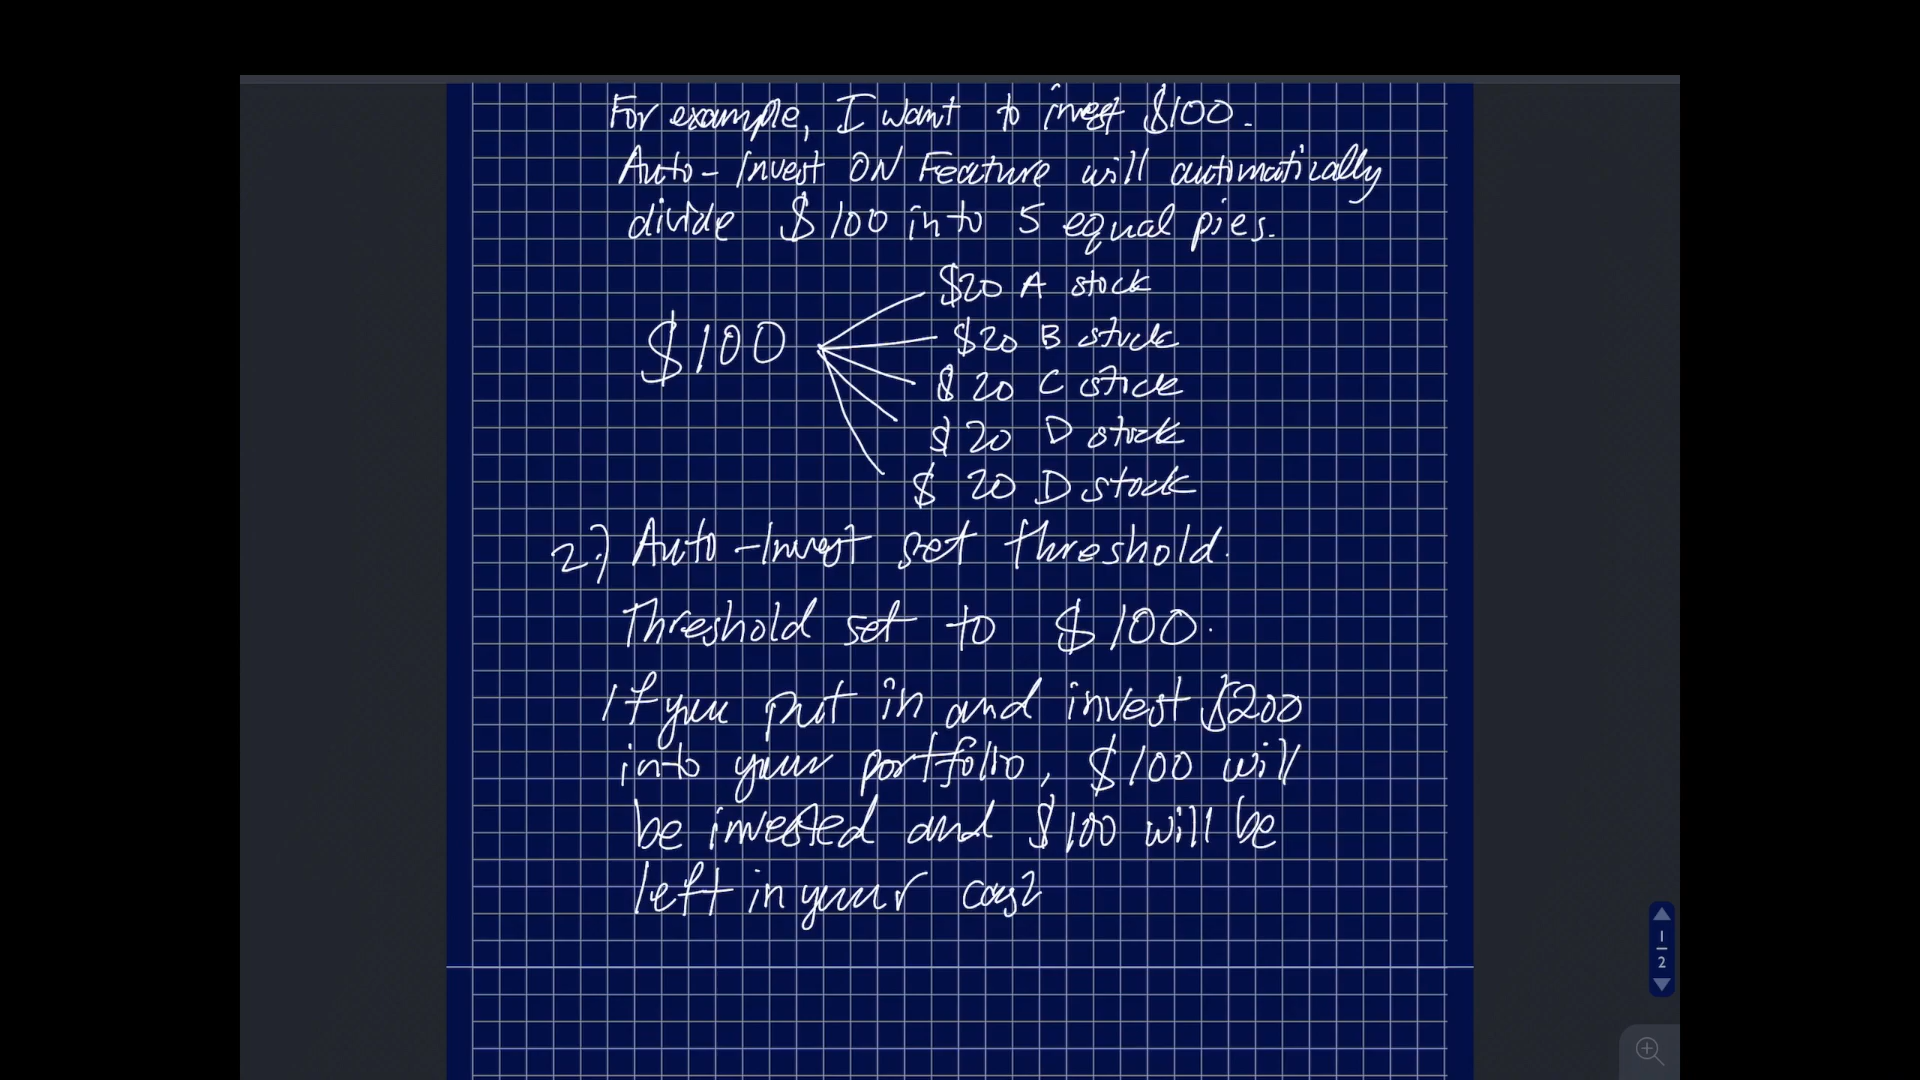 For example, I want to invest $100.
Auto-Invest ON Feature will automatically
divide $100 into 5 equal pies.
$20 A stock
$20 B stock
$100
$20 C stock
$20 D stock
$20 D stock
2.) Auto-Invest set threshold.
Threshold set to $100.
If you put in and invest $200
into your portfolio, $100 will
be invested and $100 will be
left in your cash
1
2